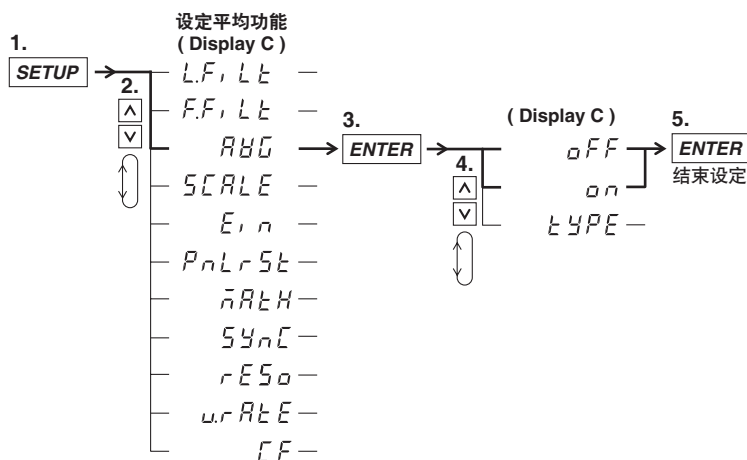 设定平均功能
( Display C )
1.
SETUP
2.
L.FiLt
F.FiLt
AVG
SCALE
Ein
PnLrSt
mAtH
SYnC
rESo
u.rAtE
CF
3.
ENTER
4.
( Display C )
oFF
on
tYPE
5.
ENTER
结束设定